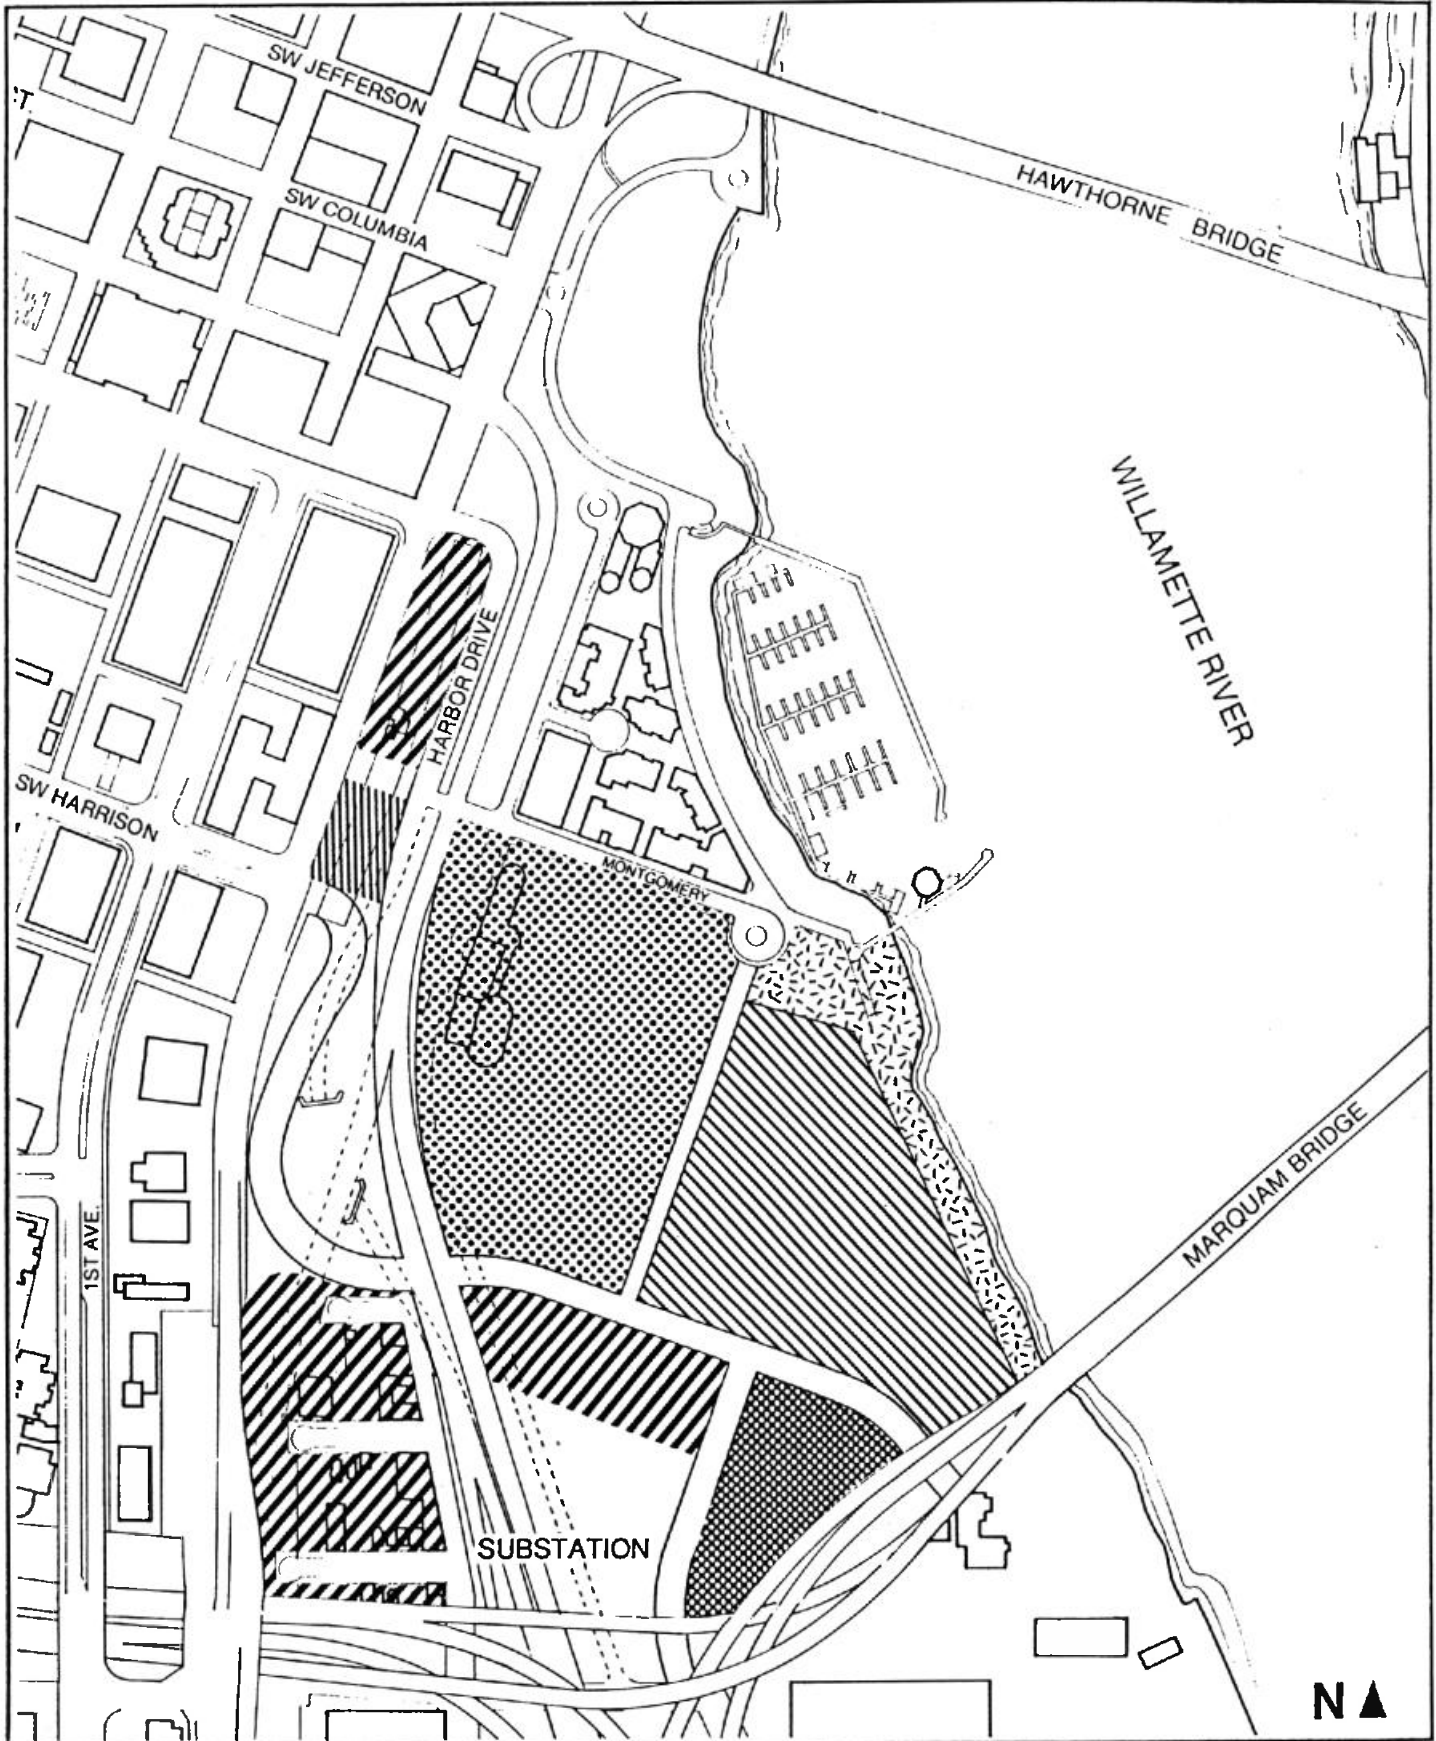 SW JEFFERSON
SW COLUMBIA
HAWTHORNE BRIDGE
WILLAMETTE RIVER
HARBOR DRIVE
SW HARRISON
MONTGOMERY
MARQUAM BRIDGE
1ST AVE.
SUBSTATION
N